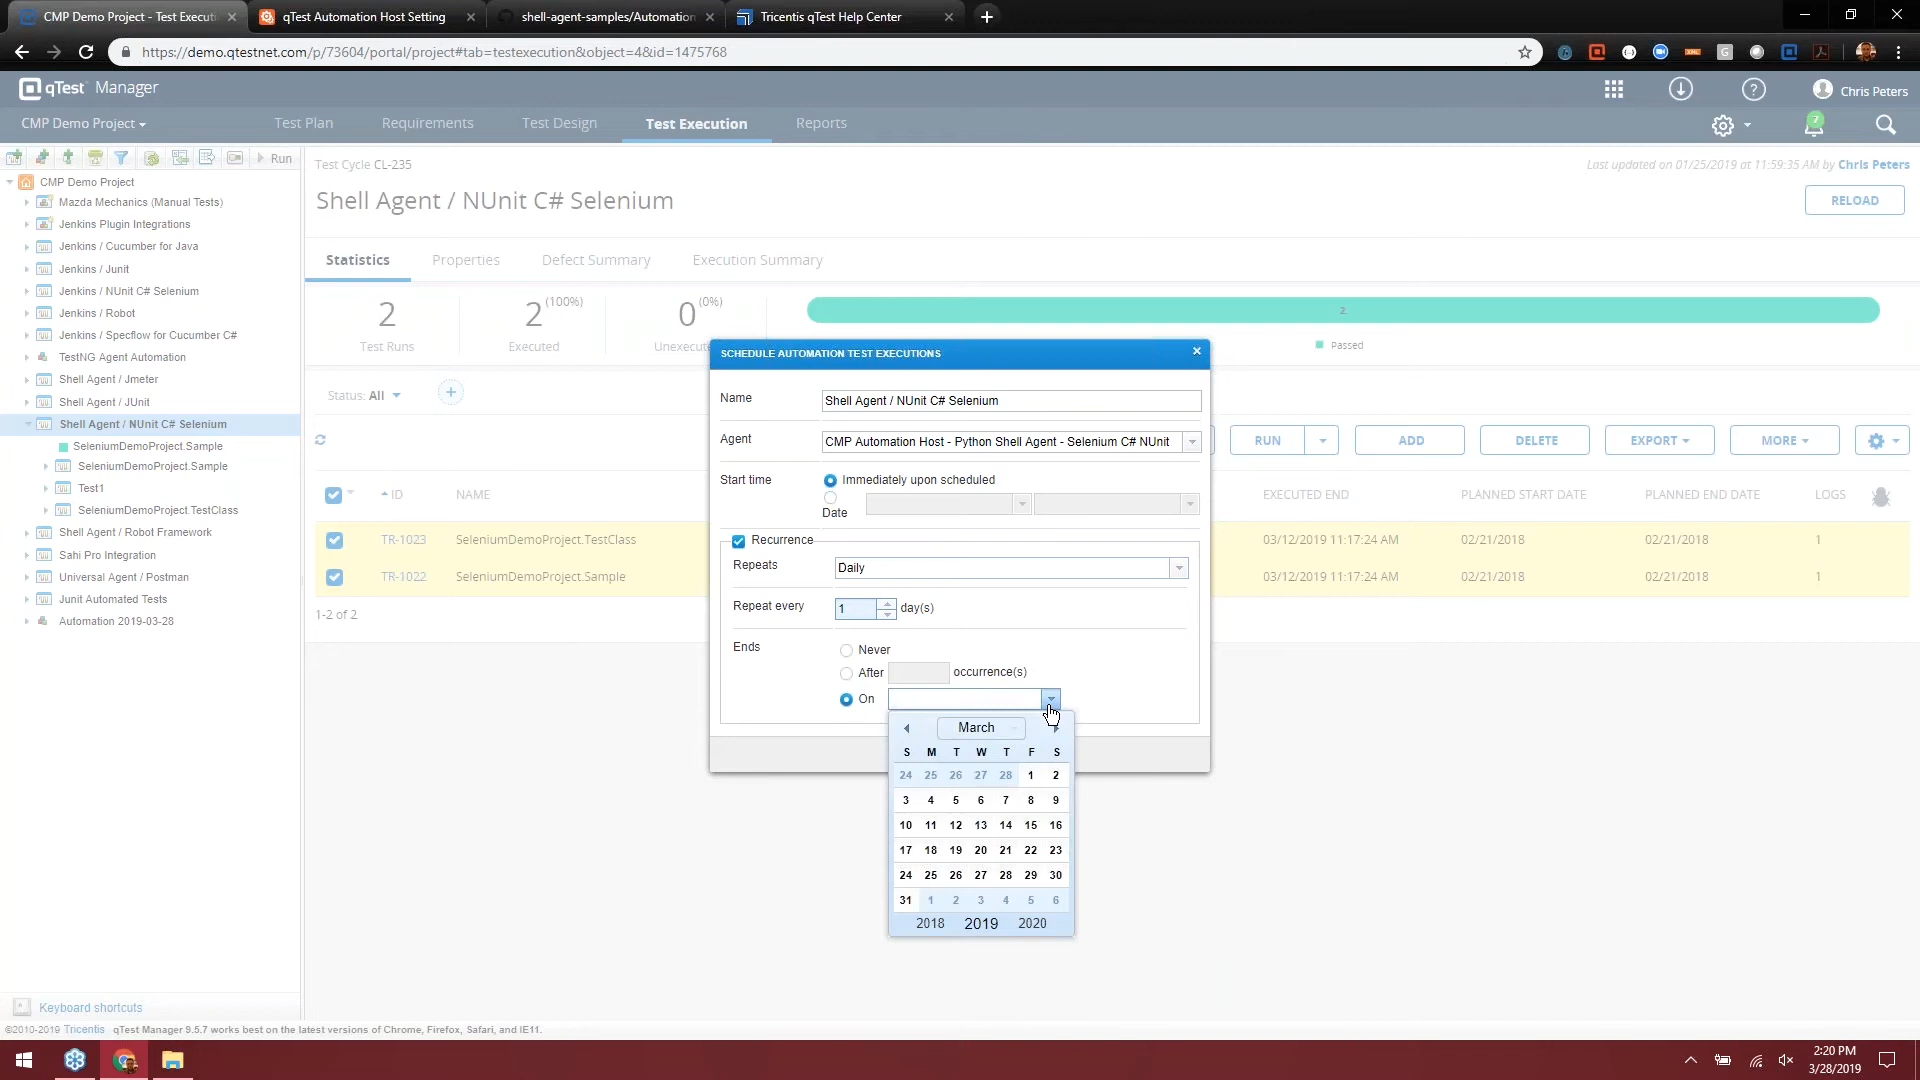 CMP Demo Project - Test Executi
qTest Automation Host Setting
shell-agent-samples/Automation
Tricentis qTest Help Center
https://demo.qtestnet.com/p/73604/portal/project#tab=testexecution&object=4&id=1475768
qTest Manager
Chris Peters
CMP Demo Project
Test Plan
Requirements
Test Design
Test Execution
Reports
7
Run
CMP Demo Project
Mazda Mechanics (Manual Tests)
Jenkins Plugin Integrations
Jenkins / Cucumber for Java
Jenkins / Junit
Jenkins / NUnit C# Selenium
Jenkins / Robot
Jenkins / Specflow for Cucumber C#
TestNG Agent Automation
Shell Agent / Jmeter
Shell Agent / JUnit
Shell Agent / NUnit C# Selenium
SeleniumDemoProject.Sample
SeleniumDemoProject.Sample
Test1
SeleniumDemoProject.TestClass
Shell Agent / Robot Framework
Sahi Pro Integration
Universal Agent / Postman
Junit Automated Tests
Automation 2019-03-28
Keyboard shortcuts
Test Cycle CL-235
Last updated on 01/25/2019 at 11:59:35 AM by Chris Peters
Shell Agent / NUnit C# Selenium
RELOAD
Statistics
Properties
Defect Summary
Execution Summary
2
Test Runs
2 (100%)
Executed
0 (0%)
Unexecut
2
Passed
Status: All
RUN
ADD
DELETE
EXPORT
MORE
ID
NAME
EXECUTED END
PLANNED START DATE
PLANNED END DATE
LOGS
TR-1023
SeleniumDemoProject.TestClass
03/12/2019 11:17:24 AM
02/21/2018
02/21/2018
1
TR-1022
SeleniumDemoProject.Sample
03/12/2019 11:17:24 AM
02/21/2018
02/21/2018
1
1-2 of 2
SCHEDULE AUTOMATION TEST EXECUTIONS
Name
Shell Agent / NUnit C# Selenium
Agent
CMP Automation Host - Python Shell Agent - Selenium C# NUnit
Start time
Immediately upon scheduled
Date
Recurrence
Repeats
Daily
Repeat every
1
day(s)
Ends
Never
After
occurrence(s)
On
March
S M T W T F S
24 25 26 27 28 1 2
3 4 5 6 7 8 9
10 11 12 13 14 15 16
17 18 19 20 21 22 23
24 25 26 27 28 29 30
31 1 2 3 4 5 6
2018 2019 2020
©2010-2019 Tricentis qTest Manager 9.5.7 works best on the latest versions of Chrome, Firefox, Safari, and IE11.
2:20 PM
3/28/2019